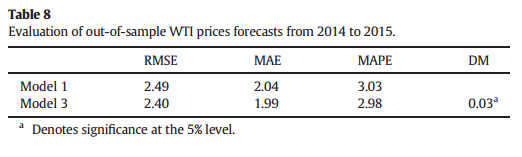 Table 8
Evaluation of out-of-sample WTI prices forecasts from 2014 to 2015.
RMSE MAE MAPE DM
Model 1 2.49 2.04 3.03
Model 3 2.40 1.99 2.98 0.03a
a Denotes significance at the 5% level.